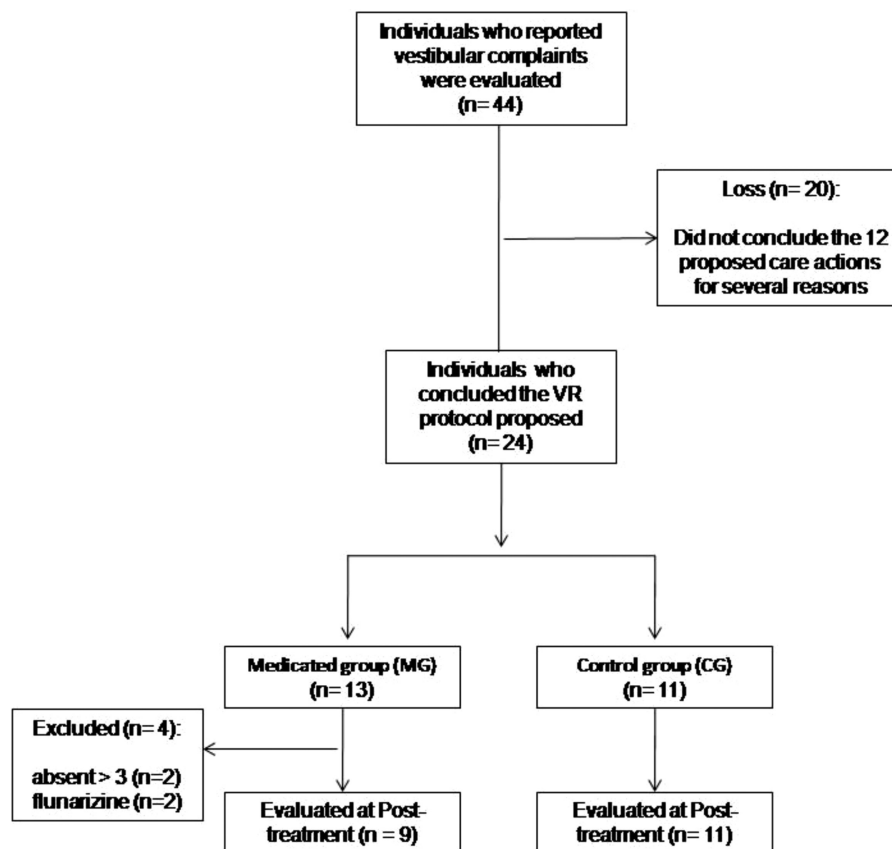 Individuals who reported
vestibular complaints
were evaluated
(n= 44)
Loss (n= 20):
Did not conclude the 12
proposed care actions
for several reasons
Individuals who
concluded the VR
protocol proposed
(n= 24)
Medicated group (MG)
(n= 13)
Control group (CG)
(n= 11)
Excluded (n= 4):
absent > 3 (n=2)
flunarizine (n=2)
Evaluated at Post-
treatment (n = 9)
Evaluated at Post-
treatment (n= 11)